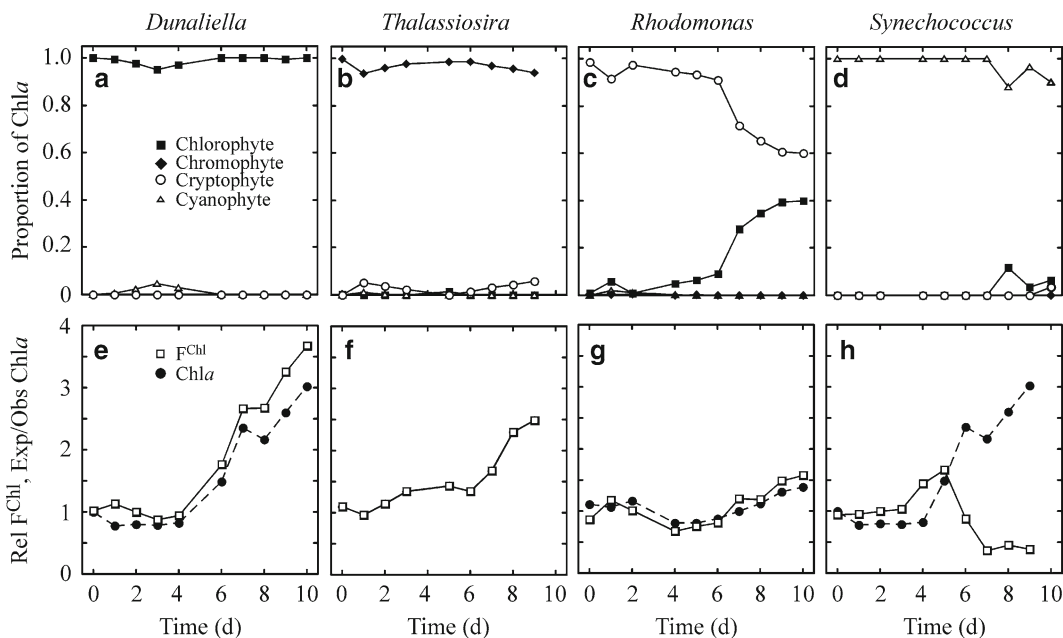 Dunaliella Thalassiosira Rhodomonas Synechococcus
1.0
0.8
0.6
0.4
0.2
0
Proportion of Chla
a b c d
Chlorophyte
Chromophyte
Cryptophyte
Cyanophyte
4
3
2
1
0
Rel F^Chl, Exp/Obs Chla
e f g h
F^Chl
Chla
0 2 4 6 8 10 0 2 4 6 8 10 0 2 4 6 8 10 0 2 4 6 8 10
Time (d) Time (d) Time (d) Time (d)